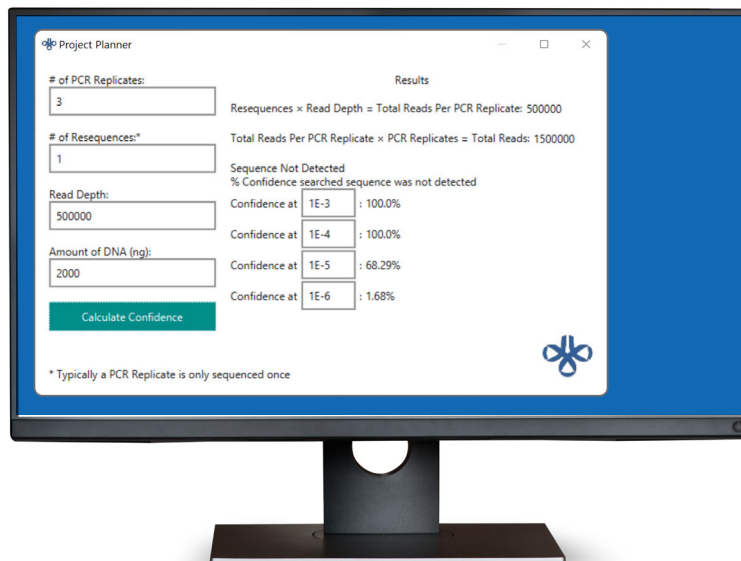 Project Planner
# of PCR Replicates:
3
# of Resequences:*
1
Read Depth:
500000
Amount of DNA (ng):
2000
Calculate Confidence
* Typically a PCR Replicate is only sequenced once
Results
Resequences × Read Depth = Total Reads Per PCR Replicate: 500000
Total Reads Per PCR Replicate × PCR Replicates = Total Reads: 1500000
Sequence Not Detected
% Confidence searched sequence was not detected
Confidence at 1E-3 : 100.0%
Confidence at 1E-4 : 100.0%
Confidence at 1E-5 : 68.29%
Confidence at 1E-6 : 1.68%